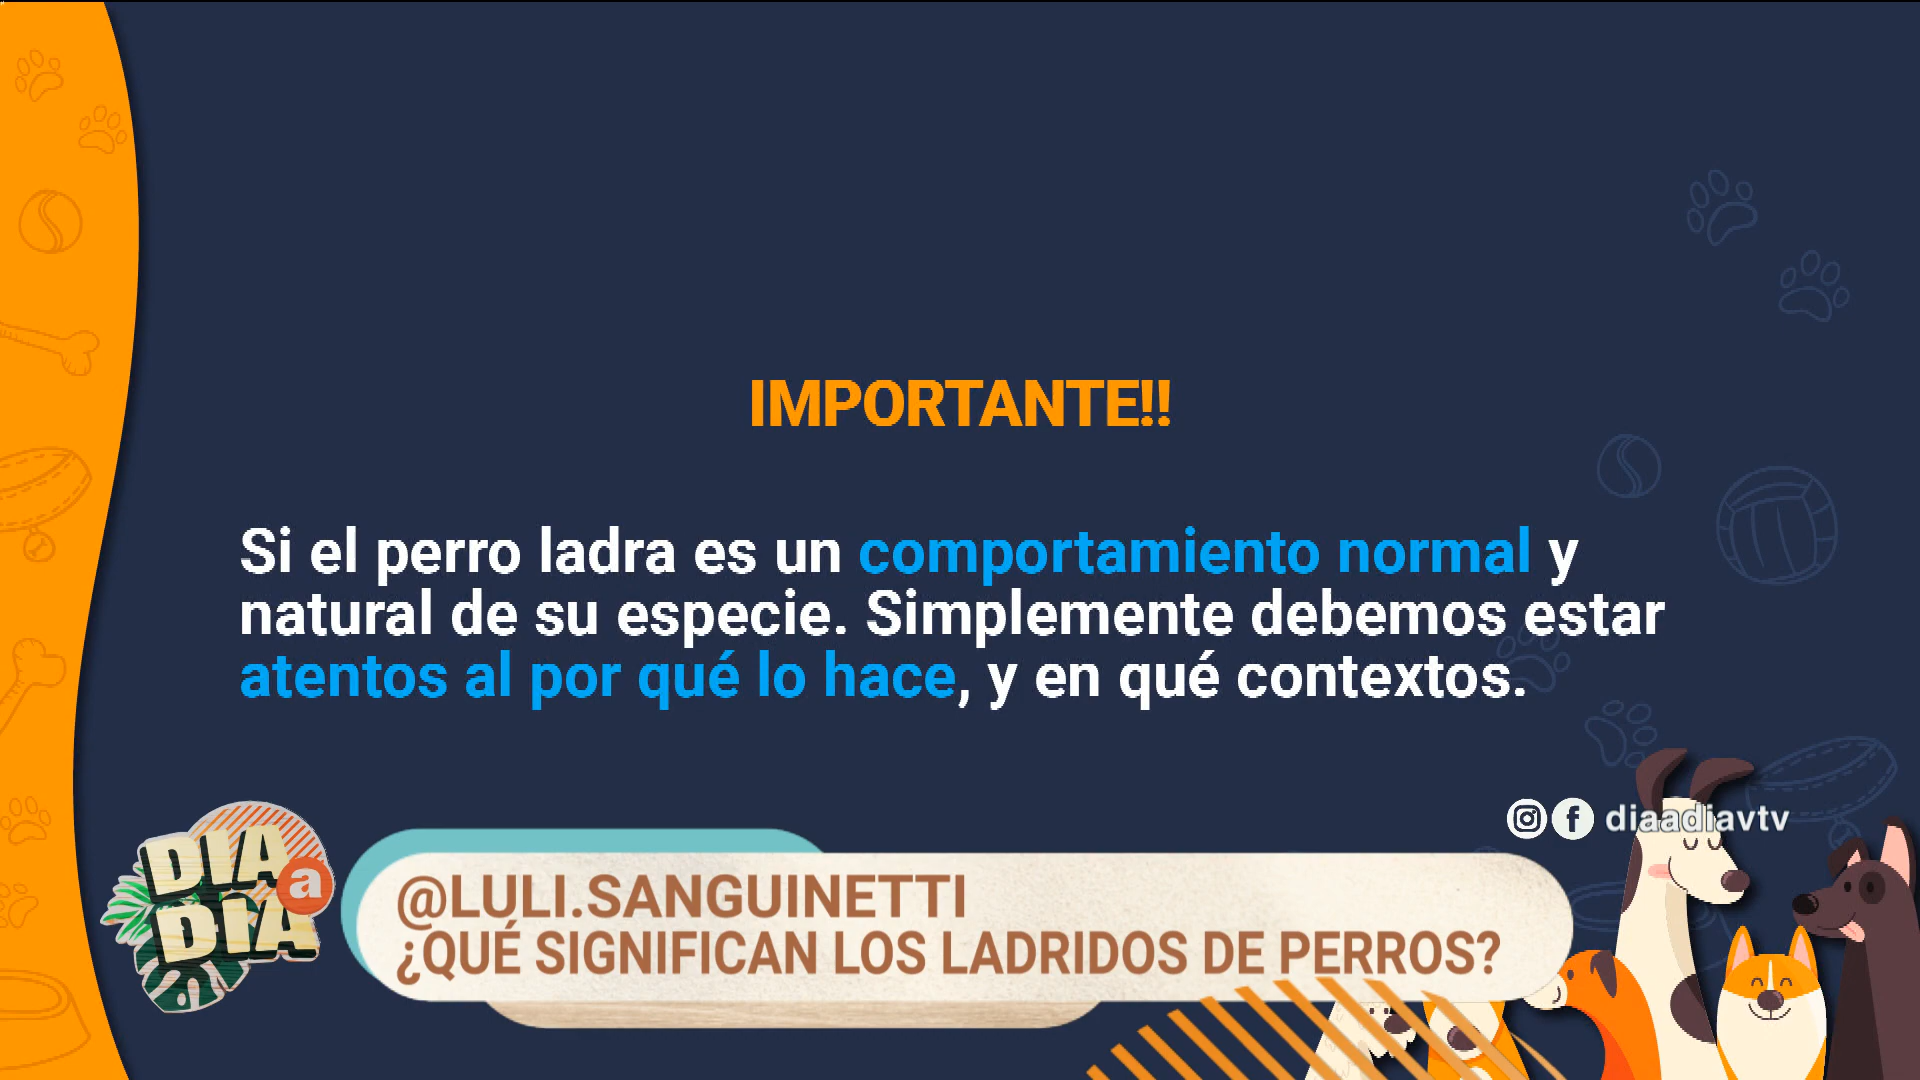 IMPORTANTE!!
Si el perro ladra es un comportamiento normal y
natural de su especie. Simplemente debemos estar
atentos al por qué lo hace, y en qué contextos.
diaadiavtv
DIA
a
DIA
@LULI.SANGUINETTI
¿QUÉ SIGNIFICAN LOS LADRIDOS DE PERROS?